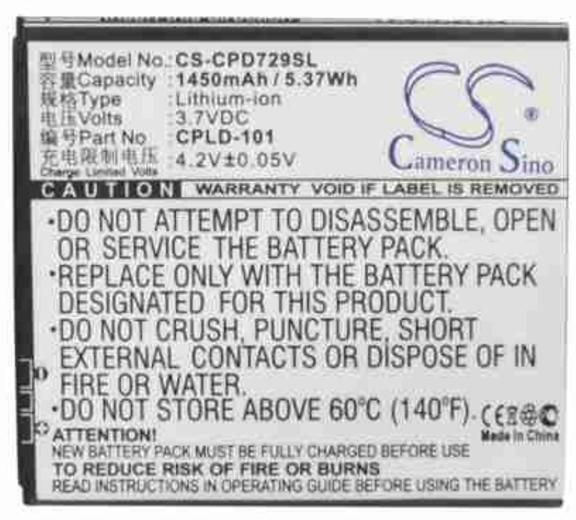 型号Model No.:CS-CPD729SL
容量Capacity :1450mAh / 5.37Wh
规格Type :Lithium-ion
电压Volts :3.7VDC
编号Part No :CPLD-101
充电限制电压 :4.2V±0.05V
Charge Limited Volts
CS ®
Cameron Sino
CAUTION WARRANTY VOID IF LABEL IS REMOVED
•DO NOT ATTEMPT TO DISASSEMBLE, OPEN
OR SERVICE THE BATTERY PACK.
•REPLACE ONLY WITH THE BATTERY PACK
DESIGNATED FOR THIS PRODUCT.
•DO NOT CRUSH, PUNCTURE, SHORT
EXTERNAL CONTACTS OR DISPOSE OF IN
FIRE OR WATER.
•DO NOT STORE ABOVE 60°C (140°F).
CE
Made In China
ATTENTION!
NEW BATTERY PACK MUST BE FULLY CHARGED BEFORE USE
TO REDUCE RISK OF FIRE OR BURNS
READ INSTRUCTIONS IN OPERATING GUIDE BEFORE USING THE BATTERY